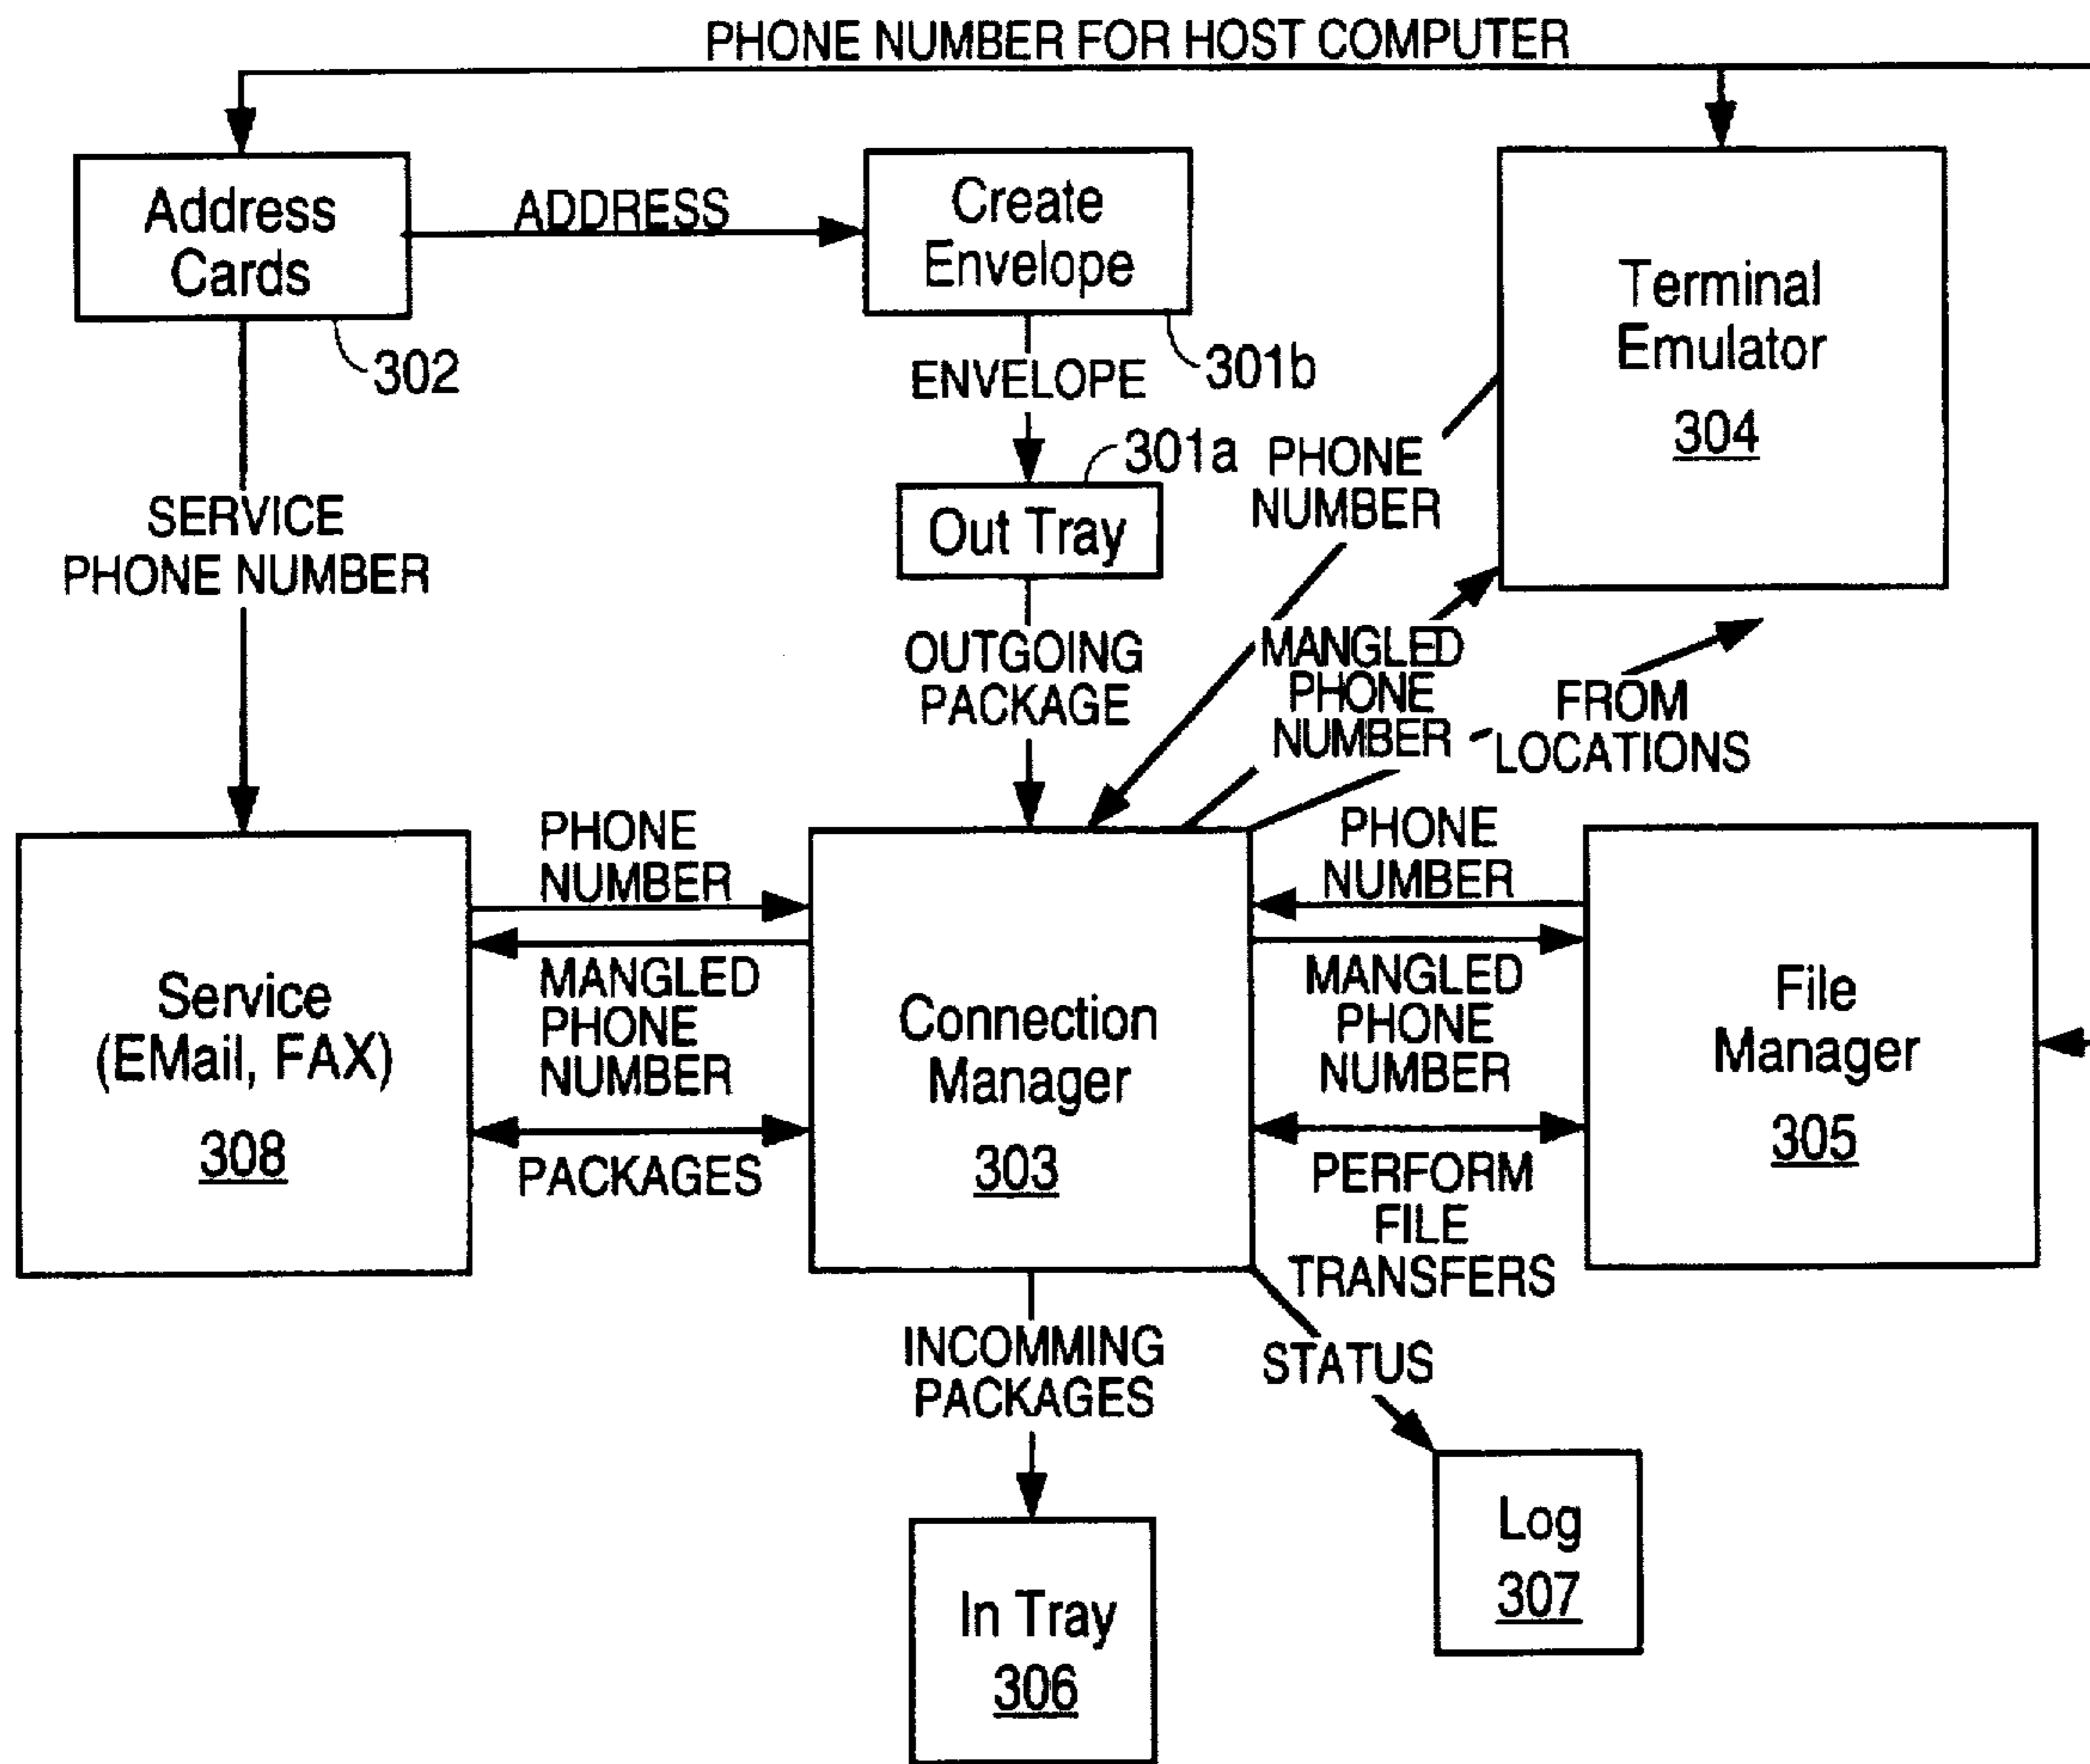 PHONE NUMBER FOR HOST COMPUTER
Address
Cards
302
ADDRESS
Create
Envelope
301b
Terminal
Emulator
304
ENVELOPE
301a
Out Tray
PHONE
NUMBER
SERVICE
PHONE NUMBER
OUTGOING
PACKAGE
MANGLED
PHONE
NUMBER
FROM
LOCATIONS
Service
(EMail, FAX)
308
PHONE
NUMBER
MANGLED
PHONE
NUMBER
PACKAGES
Connection
Manager
303
PHONE
NUMBER
MANGLED
PHONE
NUMBER
PERFORM
FILE
TRANSFERS
File
Manager
305
INCOMMING
PACKAGES
STATUS
In Tray
306
Log
307